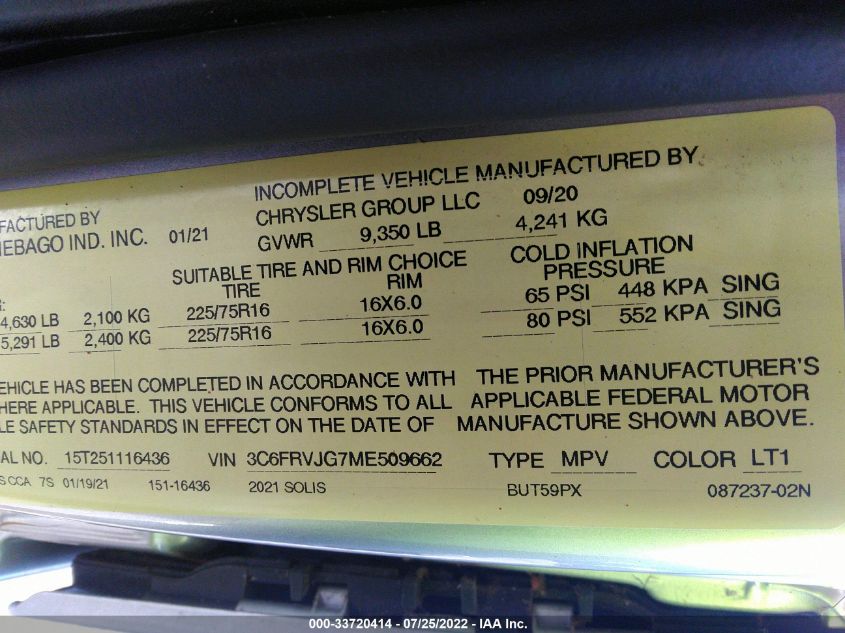 INCOMPLETE VEHICLE MANUFACTURED BY
FACTURED BY CHRYSLER GROUP LLC 09/20
EBAGO IND. INC. 01/21 GVWR 9,350 LB 4,241 KG
SUITABLE TIRE AND RIM CHOICE COLD INFLATION
TIRE RIM PRESSURE
4,630 LB 2,100 KG 225/75R16 16X6.0 65 PSI 448 KPA SING
5,291 LB 2,400 KG 225/75R16 16X6.0 80 PSI 552 KPA SING
EHICLE HAS BEEN COMPLETED IN ACCORDANCE WITH THE PRIOR MANUFACTURER'S
HERE APPLICABLE. THIS VEHICLE CONFORMS TO ALL APPLICABLE FEDERAL MOTOR
LE SAFETY STANDARDS IN EFFECT ON THE DATE OF MANUFACTURE SHOWN ABOVE.
AL NO. 15T251116436 VIN 3C6FRVJG7ME509662 TYPE MPV COLOR LT1
S CCA 7S 01/19/21 151-16436 2021 SOLIS BUT59PX 087237-02N
000-33720414 - 07/25/2022 - IAA Inc.